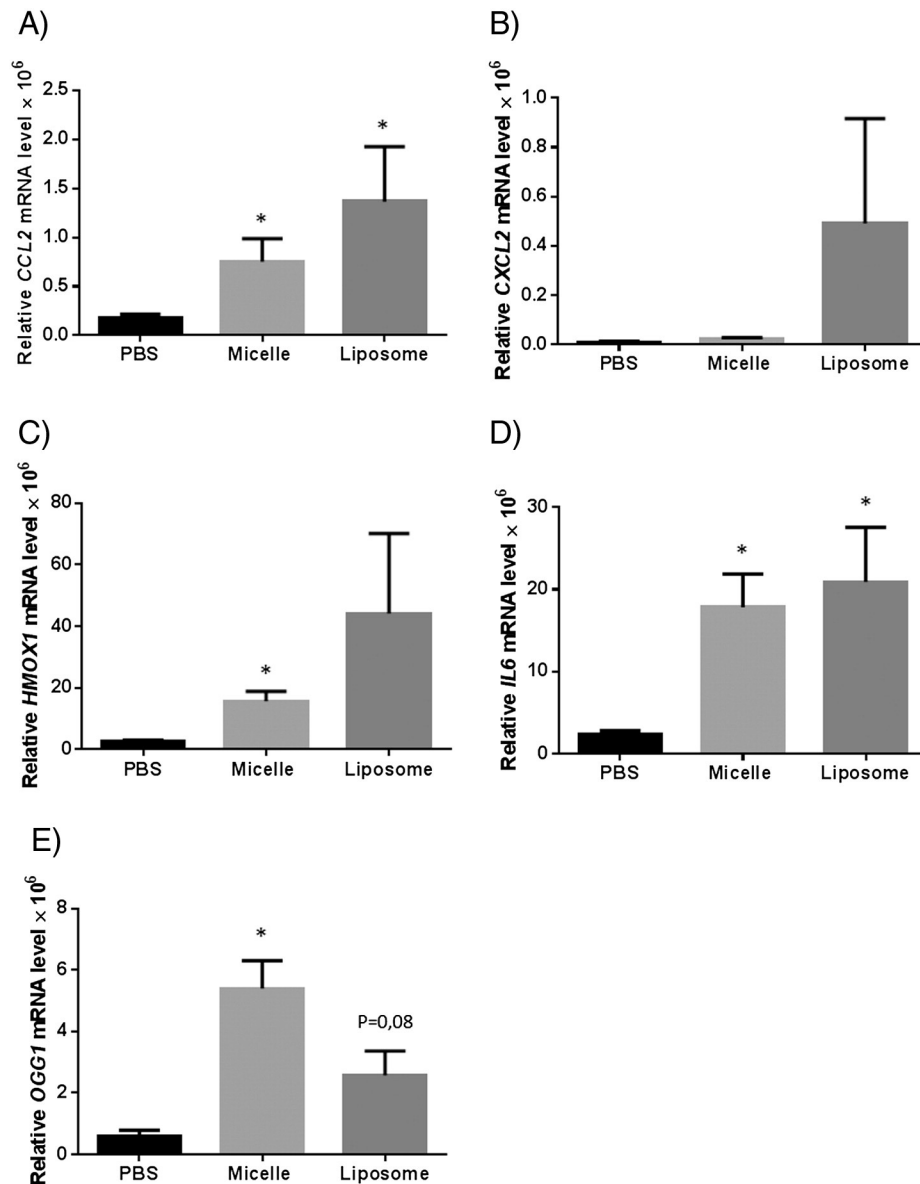 A)
Relative CCL2 mRNA level × 10⁶
2.5
2.0
1.5
1.0
0.5
0.0
*
*
PBS Micelle Liposome
B)
Relative CXCL2 mRNA level × 10⁶
1.0
0.8
0.6
0.4
0.2
0.0
PBS Micelle Liposome
C)
Relative HMOX1 mRNA level × 10⁶
80
60
40
20
0
*
PBS Micelle Liposome
D)
Relative IL6 mRNA level × 10⁶
30
20
10
0
*
*
PBS Micelle Liposome
E)
Relative OGG1 mRNA level × 10⁶
8
6
4
2
0
*
P=0,08
PBS Micelle Liposome